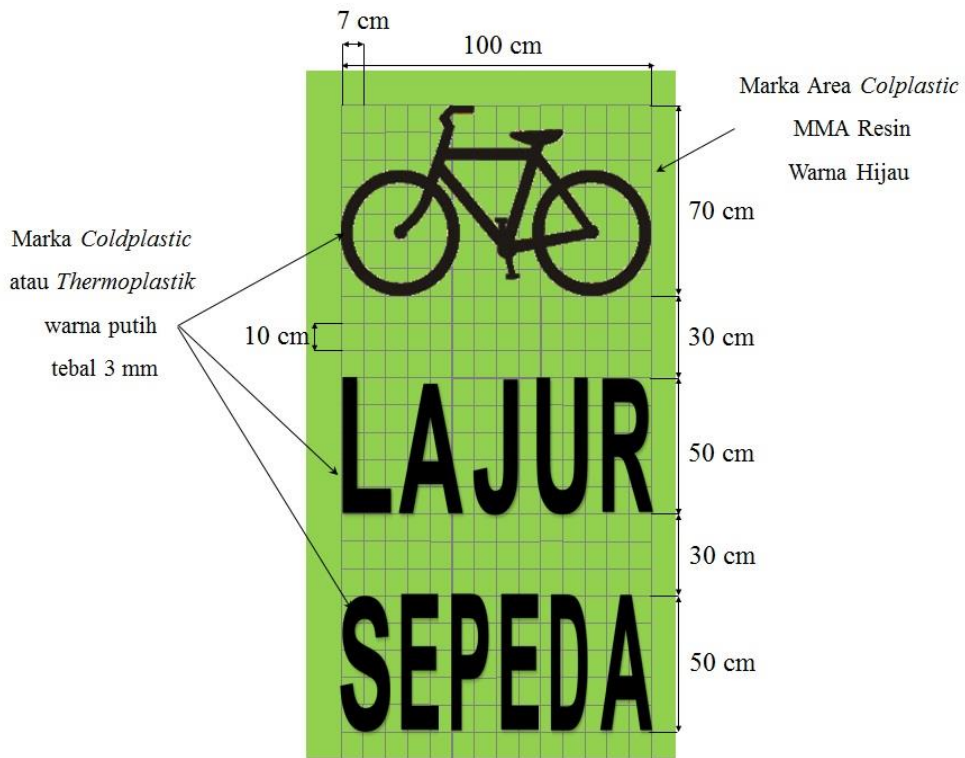 7 cm
100 cm
Marka Area Colplastic
MMA Resin
Warna Hijau
70 cm
Marka Coldplastic
atau Thermoplastik
warna putih
tebal 3 mm
10 cm
30 cm
LAJUR
50 cm
30 cm
SEPEDA
50 cm